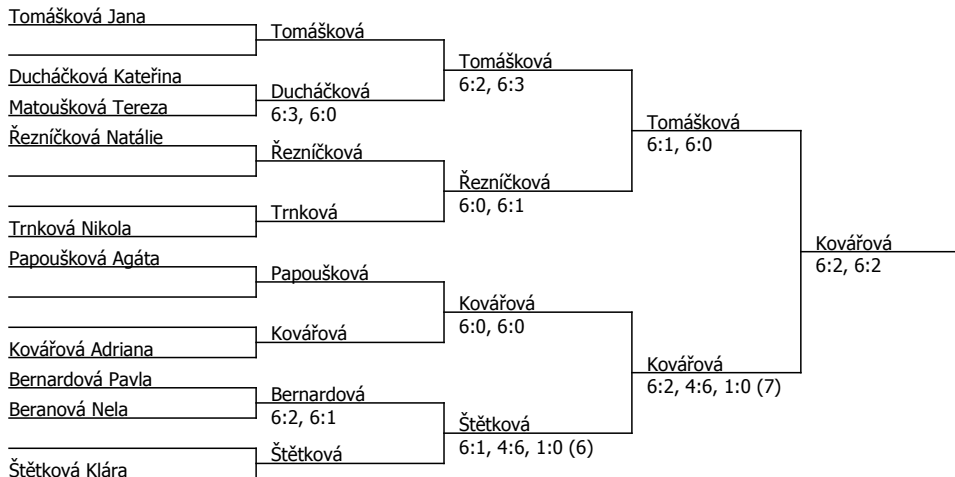 Tomášková Jana
Ducháčková Kateřina
Matoušková Tereza
Řezníčková Natálie
Trnková Nikola
Papoušková Agáta
Kovářová Adriana
Bernardová Pavla
Beranová Nela
Štětková Klára
Tomášková
Ducháčková
6:3, 6:0
Řezníčková
Trnková
Papoušková
Kovářová
Bernardová
6:2, 6:1
Štětková
Tomášková
6:2, 6:3
Řezníčková
6:0, 6:1
Kovářová
6:0, 6:0
Štětková
6:1, 4:6, 1:0 (6)
Tomášková
6:1, 6:0
Kovářová
6:2, 4:6, 1:0 (7)
Kovářová
6:2, 6:2